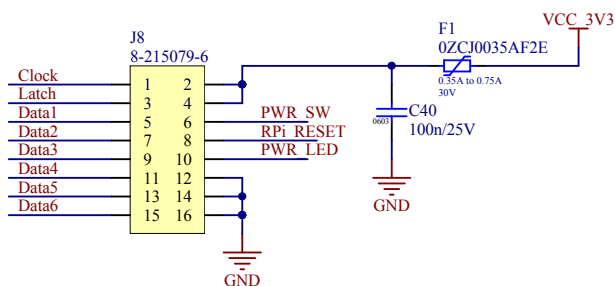 VCC_3V3
F1
0ZCJ0035AF2E
J8
8-215079-6
0.35A to 0.75A
30V
Clock 1 2
Latch 3 4
Data1 5 6 PWR_SW
Data2 7 8 RPi_RESET
Data3 9 10 PWR_LED
Data4 11 12
Data5 13 14
Data6 15 16
C40
0603
100n/25V
GND
GND